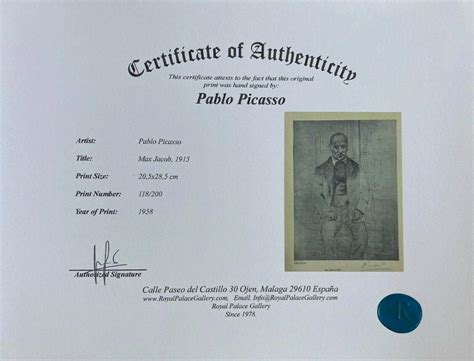 Certificate of Authenticity
This certificate attests to the fact that this original
print was hand signed by:
Pablo Picasso
Artist: Pablo Picasso
Title: Max Jacob, 1915
Print Size: 20,5x28,5 cm
Print Number: 118/200
Year of Print: 1958
Authorized Signature
Calle Paseo del Castillo 30 Ojen, Malaga 29610 España
www.RoyalPalaceGallery.com, Email. Info@RoyalPalaceGallery.com
Royal Palace Gallery
Since 1978.